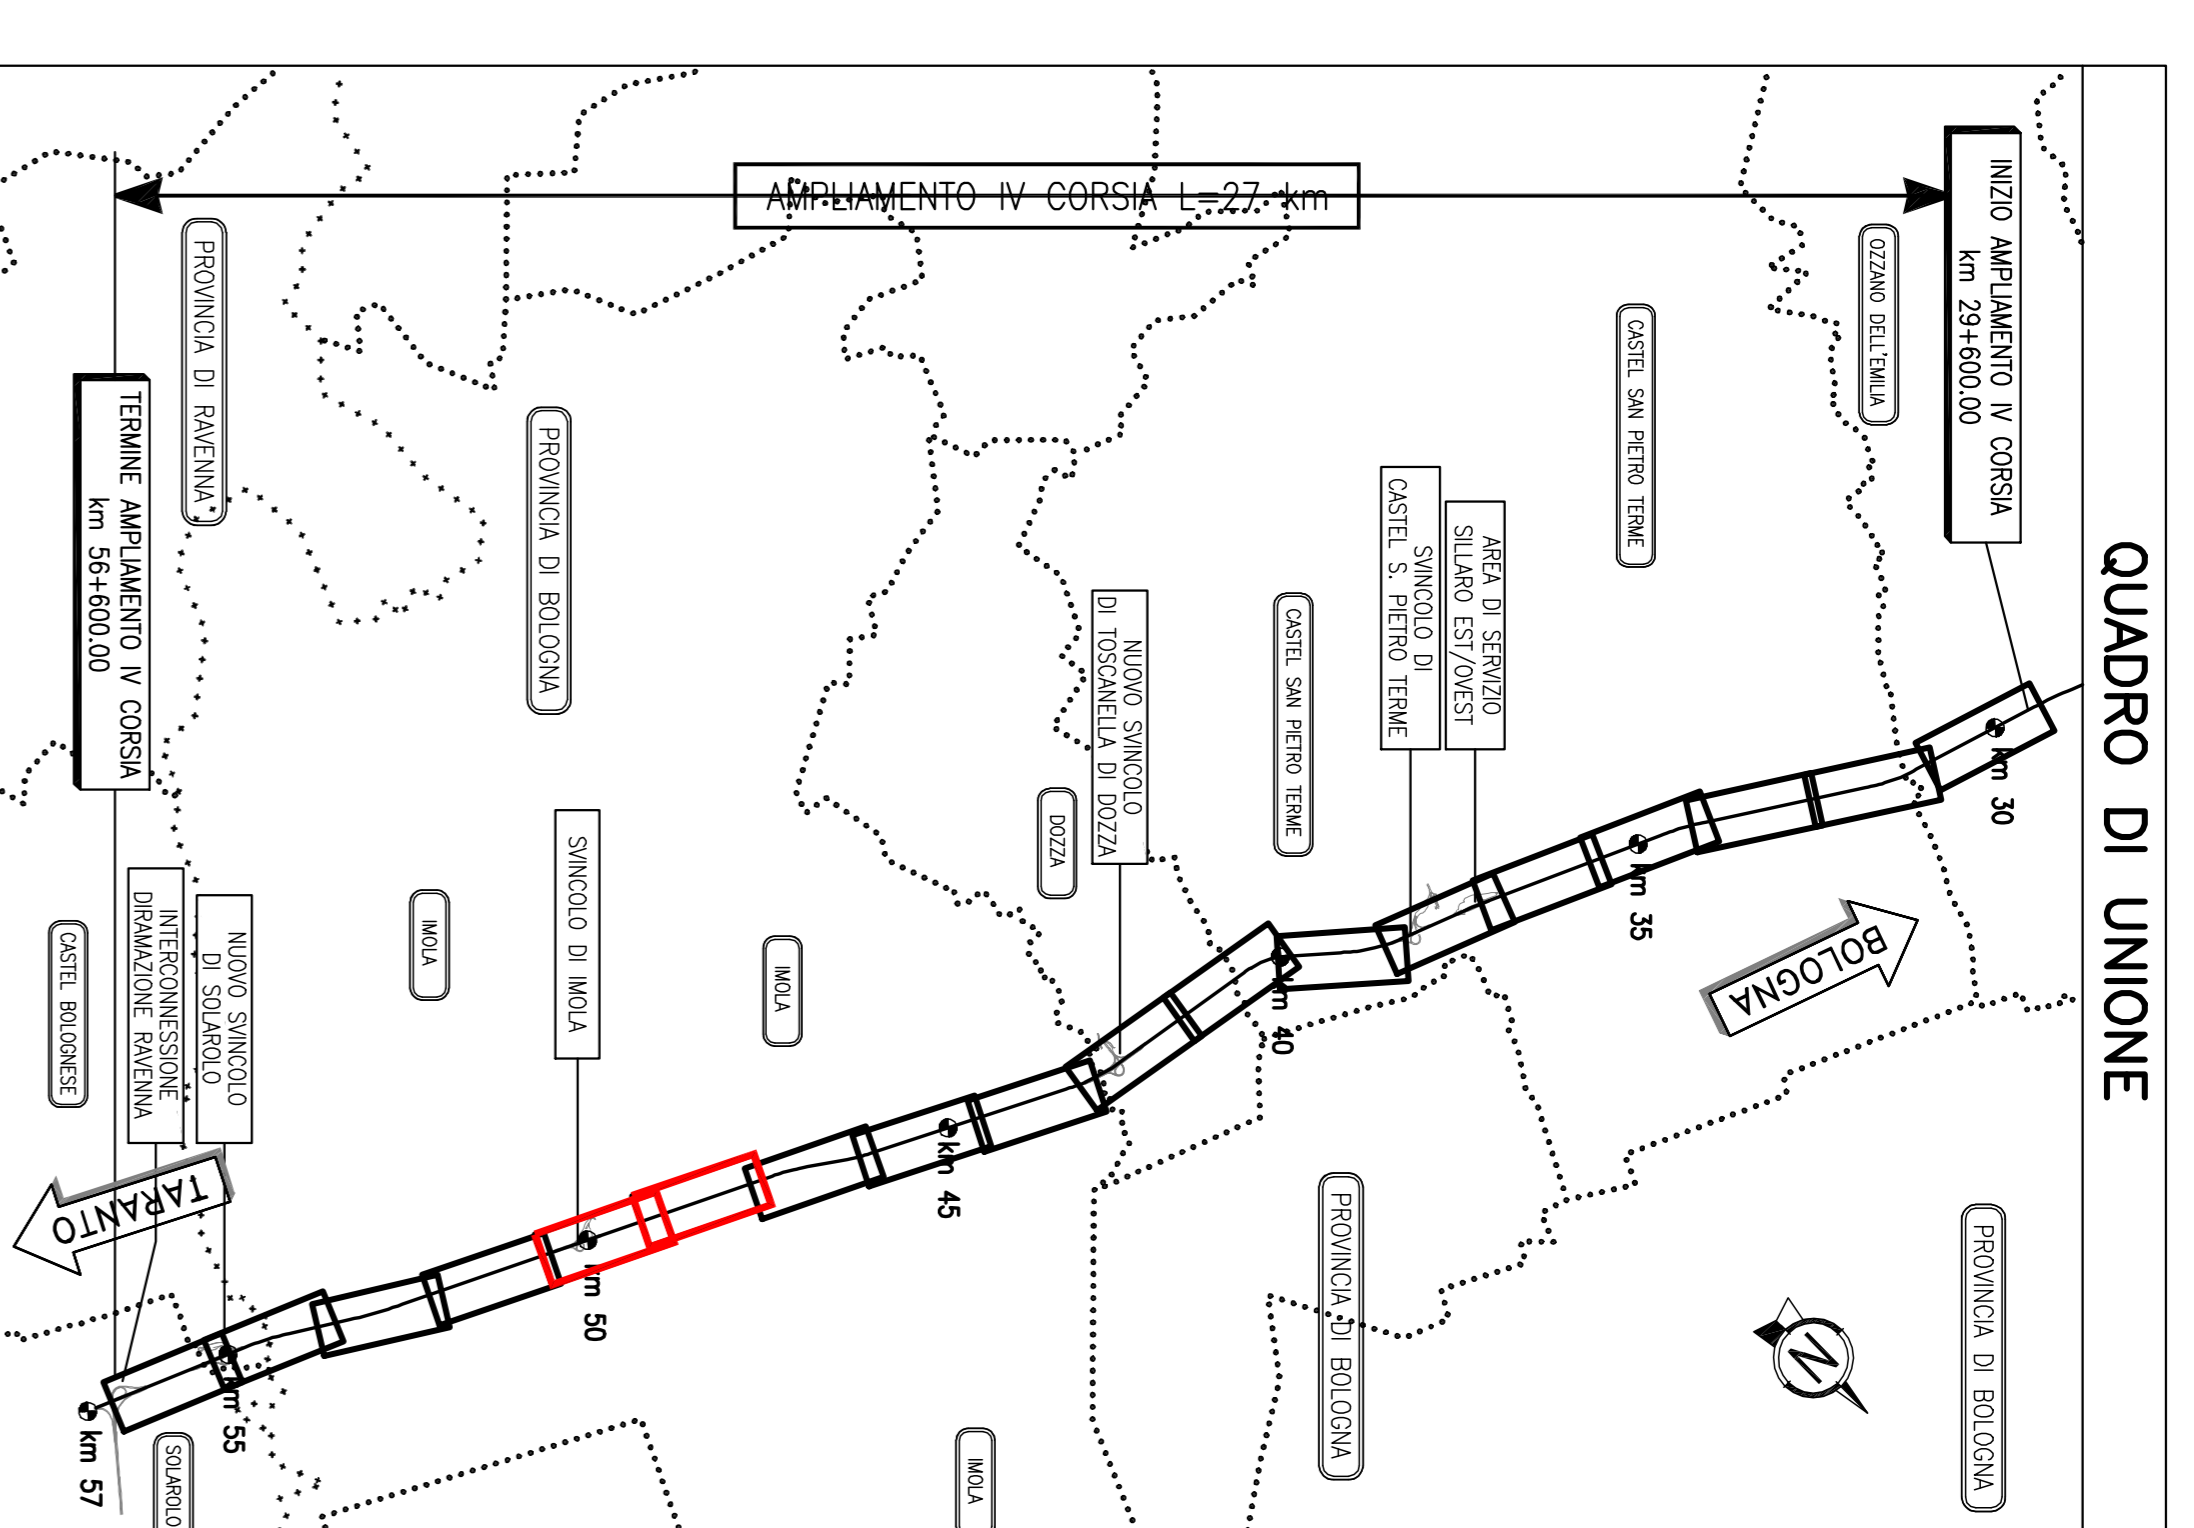 QUADRO DI UNIONE
INIZIO AMPLIAMENTO IV CORSIA
km 29+600.00
AMPLIAMENTO IV CORSIA L=27 km
TERMINE AMPLIAMENTO IV CORSIA
km 56+600.00
OZZANO DELL'EMILIA
CASTEL SAN PIETRO TERME
AREA DI SERVIZIO
SILLARO EST/OVEST
SVINCOLO DI
CASTEL S. PIETRO TERME
CASTEL SAN PIETRO TERME
NUOVO SVINCOLO
DI TOSCANELLA DI DOZZA
DOZZA
PROVINCIA DI BOLOGNA
PROVINCIA DI RAVENNA
IMOLA
SVINCOLO DI IMOLA
IMOLA
NUOVO SVINCOLO
DI SOLAROLO
INTERCONNESSIONE
DIRAMAZIONE RAVENNA
CASTEL BOLOGNESE
km 30
km 35
km 40
km 45
km 50
km 55
km 57
BOLOGNA
TARANTO
PROVINCIA DI BOLOGNA
PROVINCIA DI BOLOGNA
N
IMOLA
SOLAROLO